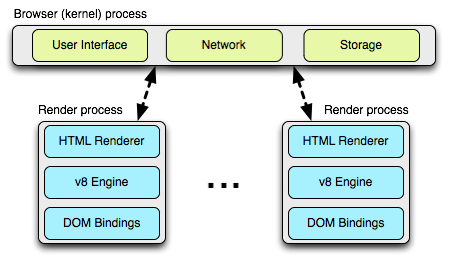 Browser (kernel) process
User Interface
Network
Storage
Render process
Render process
HTML Renderer
HTML Renderer
v8 Engine
...
v8 Engine
DOM Bindings
DOM Bindings